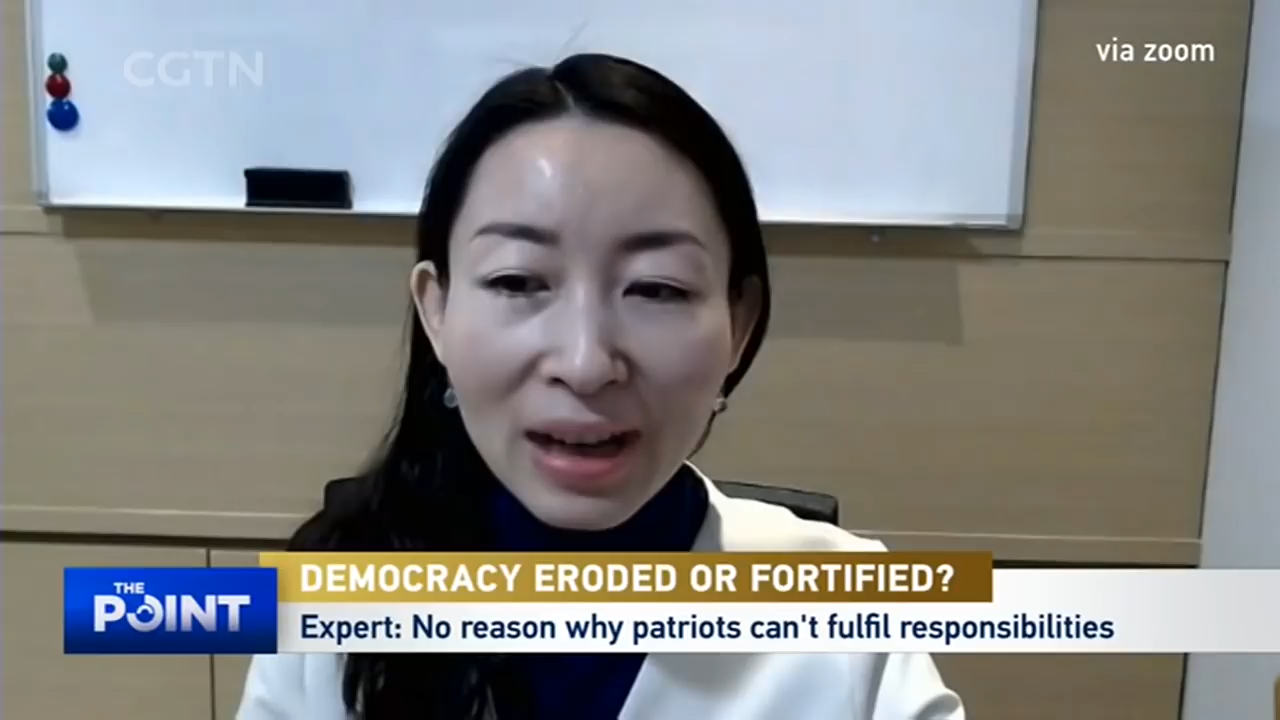 CGTN
via zoom
DEMOCRACY ERODED OR FORTIFIED?
THE
POINT
Expert: No reason why patriots can't fulfil responsibilities